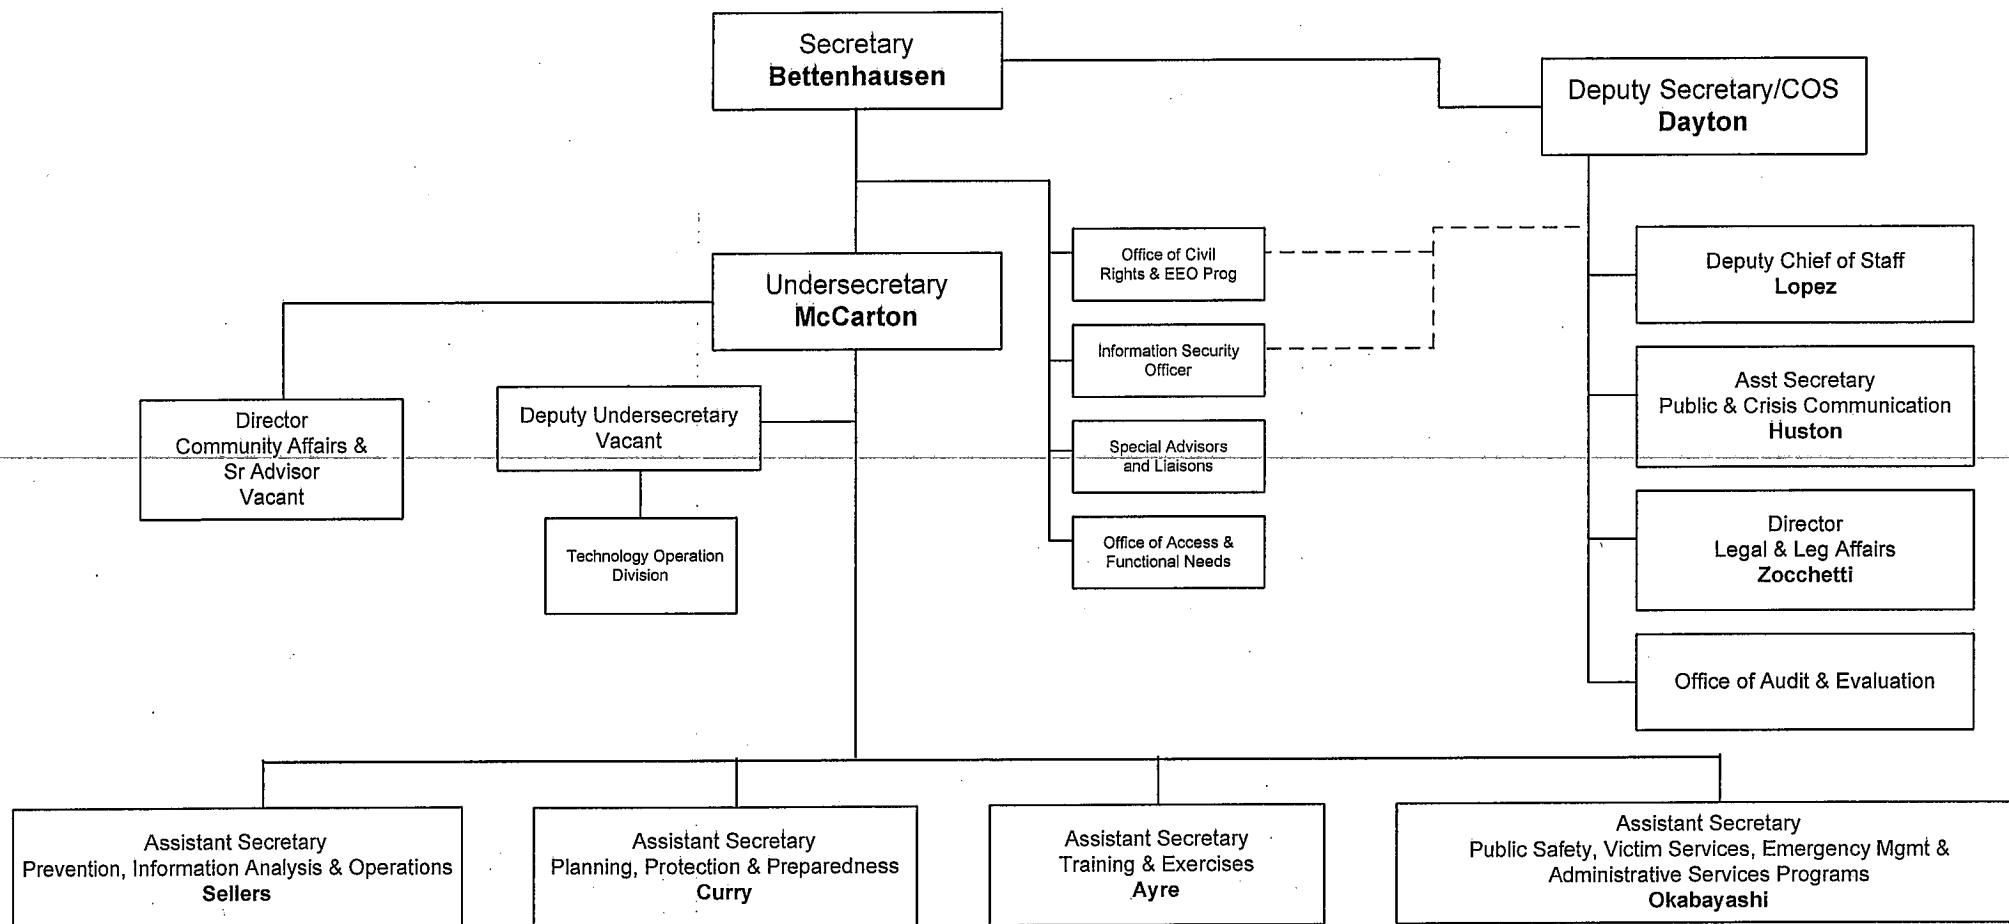 Secretary
Bettenhausen
Deputy Secretary/COS
Dayton
Undersecretary
McCarton
Office of Civil
Rights & EEO Prog
Information Security
Officer
Special Advisors
and Liaisons
Office of Access &
Functional Needs
Deputy Chief of Staff
Lopez
Asst Secretary
Public & Crisis Communication
Huston
Director
Legal & Leg Affairs
Zocchetti
Office of Audit & Evaluation
Director
Community Affairs &
Sr Advisor
Vacant
Deputy Undersecretary
Vacant
Technology Operation
Division
Assistant Secretary
Prevention, Information Analysis & Operations
Sellers
Assistant Secretary
Planning, Protection & Preparedness
Curry
Assistant Secretary
Training & Exercises
Ayre
Assistant Secretary
Public Safety, Victim Services, Emergency Mgmt &
Administrative Services Programs
Okabayashi